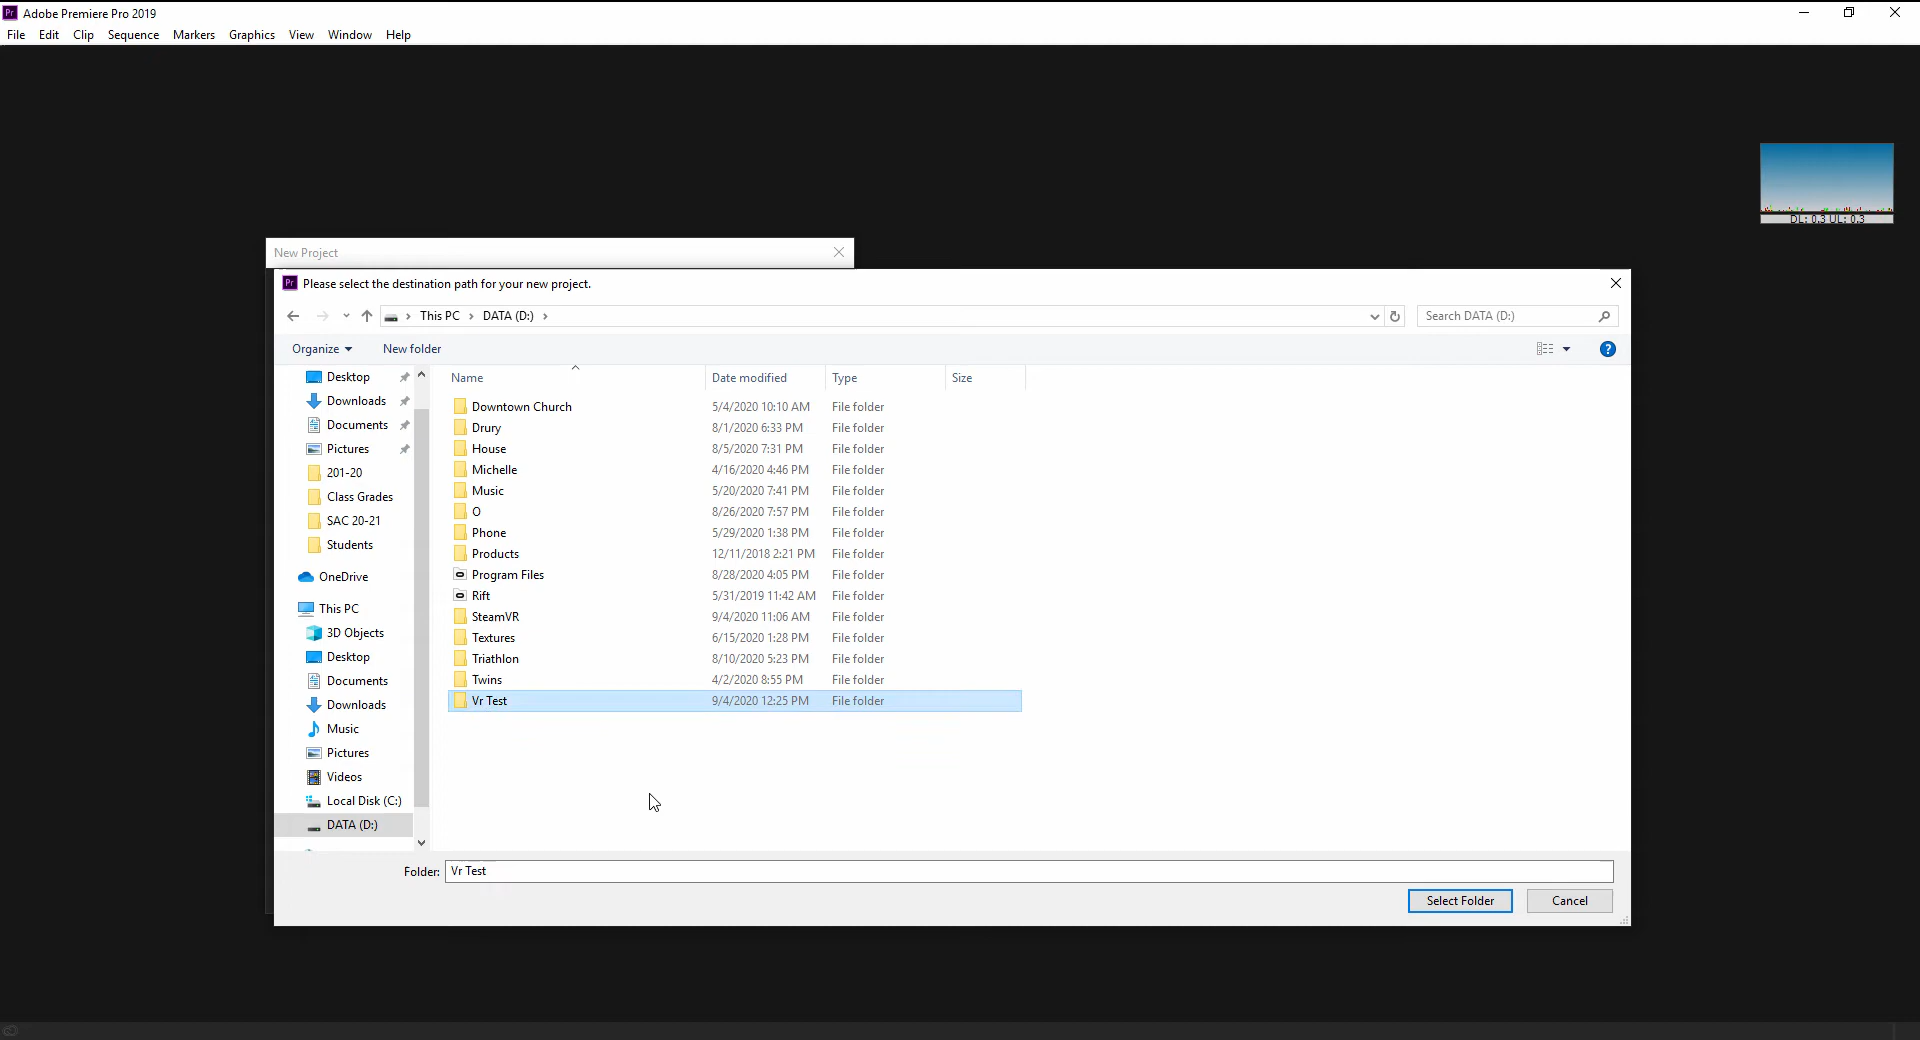 Pr Adobe Premiere Pro 2019
File Edit Clip Sequence Markers Graphics View Window Help
DL: 0.3 UL: 0.3
New Project
Pr Please select the destination path for your new project.
This PC > DATA (D:) >
Search DATA (D:)
Organize New folder
?
Name Date modified Type Size
Desktop
Downloads
Documents
Pictures
201-20
Class Grades
SAC 20-21
Students
OneDrive
This PC
3D Objects
Desktop
Documents
Downloads
Music
Pictures
Videos
Local Disk (C:)
DATA (D:)
Downtown Church 5/4/2020 10:10 AM File folder
Drury 8/1/2020 6:33 PM File folder
House 8/5/2020 7:31 PM File folder
Michelle 4/16/2020 4:46 PM File folder
Music 5/20/2020 7:41 PM File folder
O 8/26/2020 7:57 PM File folder
Phone 5/29/2020 1:38 PM File folder
Products 12/11/2018 2:21 PM File folder
Program Files 8/28/2020 4:05 PM File folder
Rift 5/31/2019 11:42 AM File folder
SteamVR 9/4/2020 11:06 AM File folder
Textures 6/15/2020 1:28 PM File folder
Triathlon 8/10/2020 5:23 PM File folder
Twins 4/2/2020 8:55 PM File folder
Vr Test 9/4/2020 12:25 PM File folder
Folder: Vr Test
Select Folder Cancel